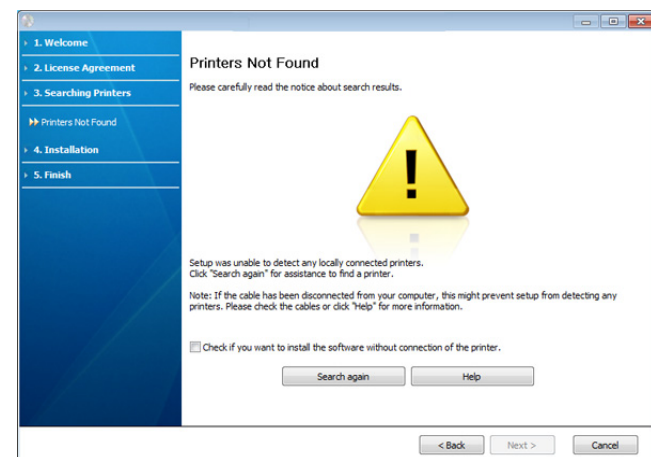 1. Welcome
2. License Agreement
3. Searching Printers
Printers Not Found
4. Installation
5. Finish
Printers Not Found
Please carefully read the notice about search results.
Setup was unable to detect any locally connected printers.
Click "Search again" for assistance to find a printer.
Note: If the cable has been disconnected from your computer, this might prevent setup from detecting any
printers. Please check the cables or click "Help" for more information.
Check if you want to install the software without connection of the printer.
Search again
Help
< Back
Next >
Cancel